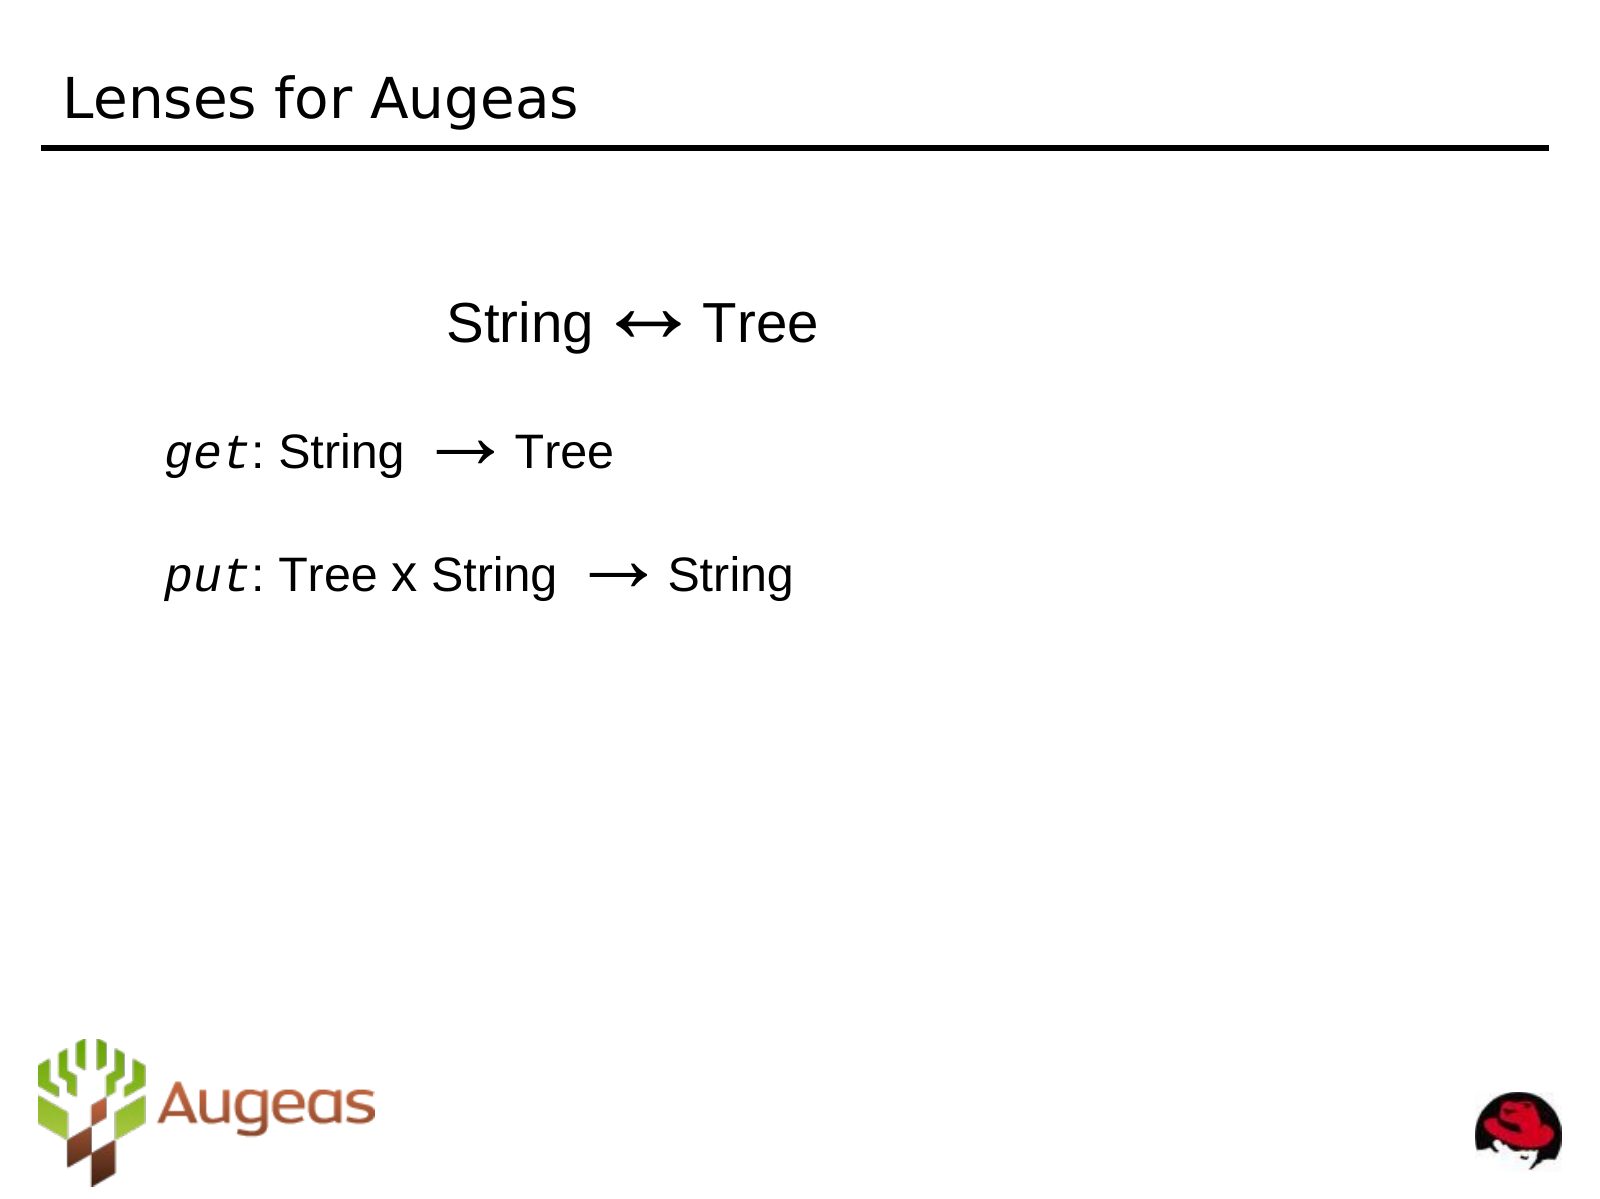 Lenses for Augeas
String ↔ Tree
get: String → Tree
put: Tree x String → String
Augeas